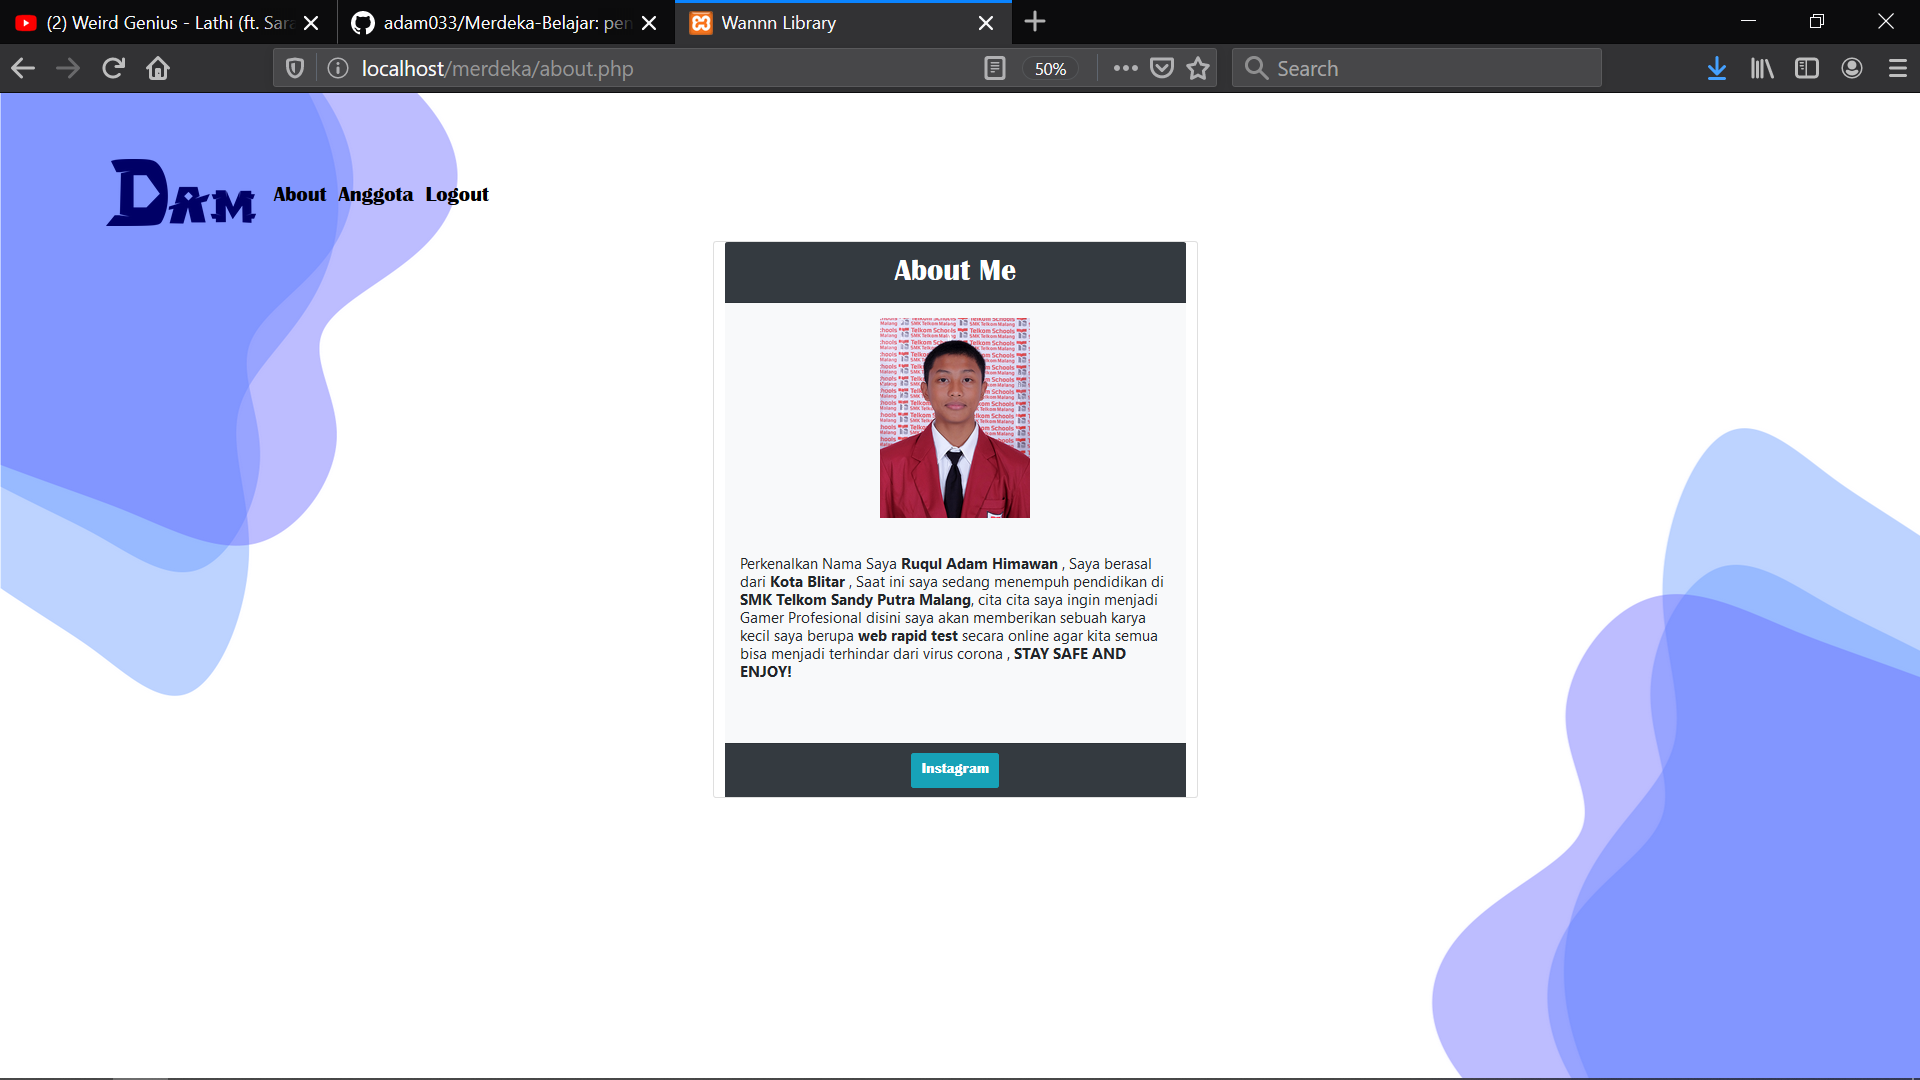 (2) Weird Genius - Lathi (ft. Sara
adam033/Merdeka-Belajar: pen
Wannn Library
localhost/merdeka/about.php
50%
Search
Dam
About Anggota Logout
About Me
Perkenalkan Nama Saya Ruqul Adam Himawan , Saya berasal
dari Kota Blitar , Saat ini saya sedang menempuh pendidikan di
SMK Telkom Sandy Putra Malang, cita cita saya ingin menjadi
Gamer Profesional disini saya akan memberikan sebuah karya
kecil saya berupa web rapid test secara online agar kita semua
bisa menjadi terhindar dari virus corona , STAY SAFE AND
ENJOY!
Instagram